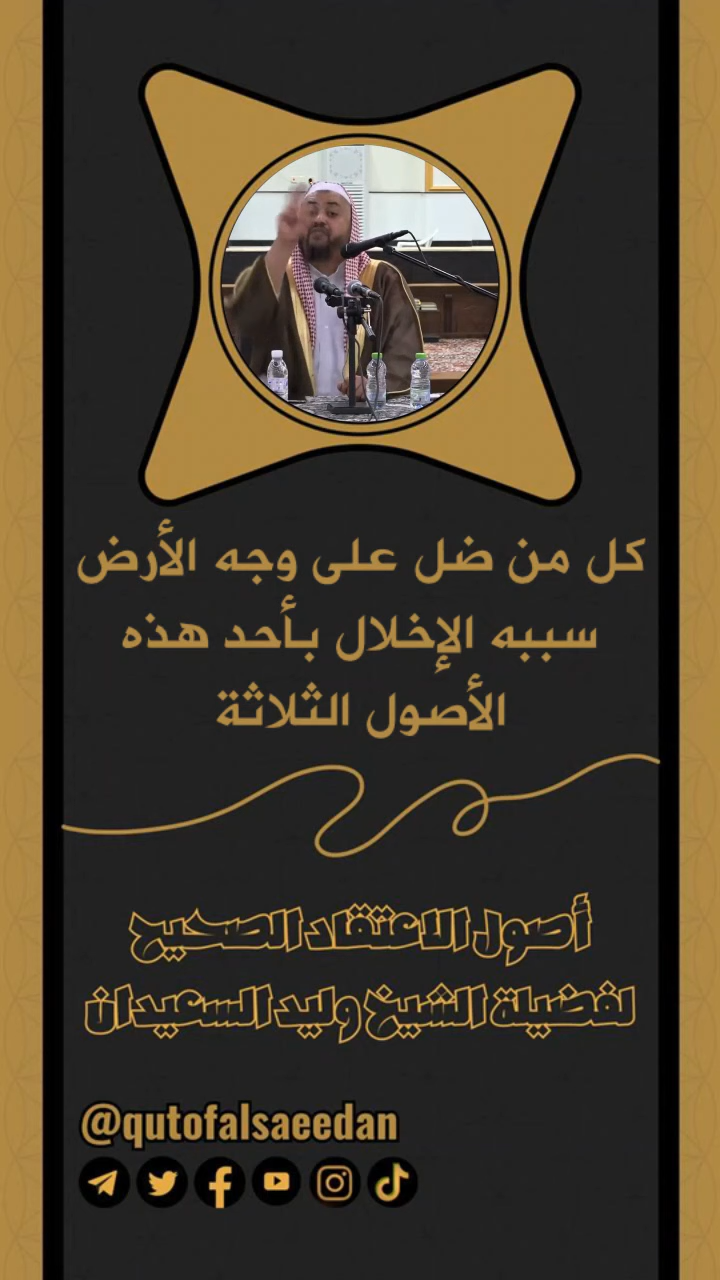 كل من ضل على وجه الأرض
سببه الإخلال بأحد هذه
الأصول الثلاثة
أصول الاعتقاد الصحيح
لفضيلة الشيخ وليد السعيدان
@qutofalsaeedan